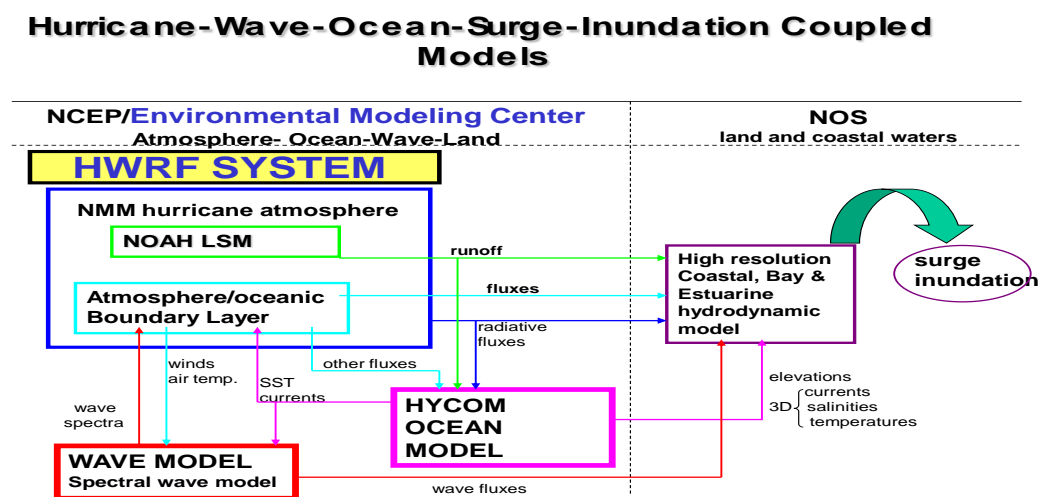 Hurricane-Wave-Ocean-Surge-Inundation Coupled
Models
NCEP/Environmental Modeling Center
Atmosphere- Ocean-Wave-Land
NOS
land and coastal waters
HWRF SYSTEM
NMM hurricane atmosphere
NOAH LSM
runoff
High resolution
Coastal, Bay &
Estuarine
hydrodynamic
model
surge
inundation
Atmosphere/oceanic
Boundary Layer
fluxes
radiative
fluxes
winds
air temp.
SST
currents
other fluxes
wave
spectra
HYCOM
OCEAN
MODEL
elevations
currents
3D salinities
temperatures
WAVE MODEL
Spectral wave model
wave fluxes